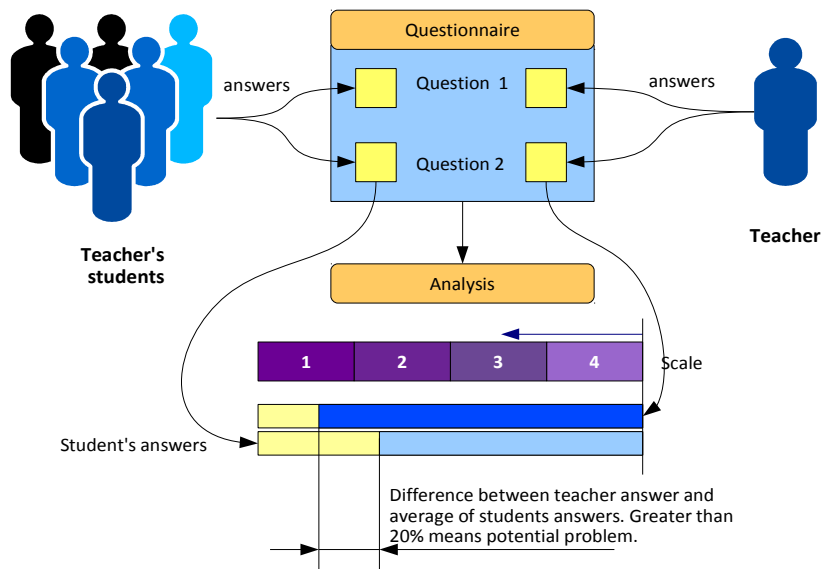 Questionnaire
answers
Question 1
answers
Question 2
Teacher's
students
Teacher
Analysis
1 2 3 4
Scale
Student's answers
Difference between teacher answer and
average of students answers. Greater than
20% means potential problem.